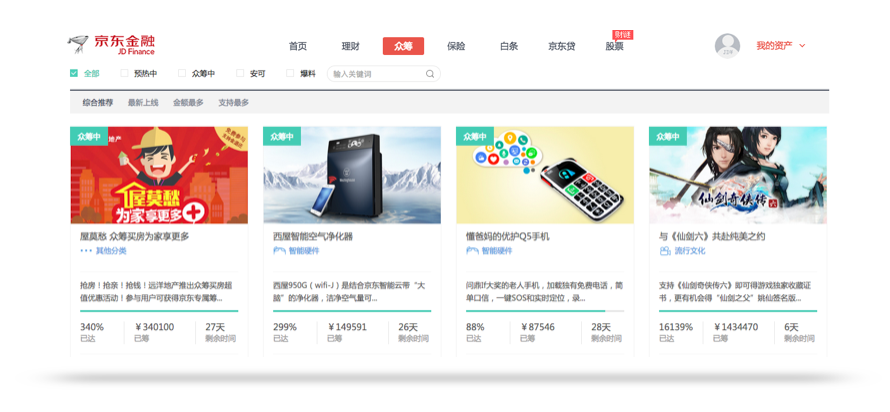 京东金融
JD Finance
首页 理财 众筹 保险 白条 京东贷 股票 财谜
我的资产
全部 预热中 众筹中 安可 爆料 输入关键词
综合推荐 最新上线 金额最多 支持最多
众筹中
地产
免费参与
屋莫愁
为家享更多
屋莫愁 众筹买房为家享更多
其他分类
抢房！抢亲！抢钱！远洋地产推出众筹买房超
值优惠活动！参与用户可获得京东专属筹...
340% ￥340100 27天
已达 已筹 剩余时间
众筹中
西屋智能空气净化器
智能硬件
西屋950G（wifi-J）是结合京东智能云带“大
脑”的净化器，洁净空气量可...
299% ￥149591 26天
已达 已筹 剩余时间
众筹中
懂爸妈的优护Q5手机
智能硬件
问鼎If大奖的老人手机，加载独有免费电话，简
单口信，一键SOS和实时定位，录...
88% ￥87546 28天
已达 已筹 剩余时间
众筹中
仙剑奇侠传六
与《仙剑六》共赴纯美之约
流行文化
支持《仙剑奇侠传六》即可得游戏独家收藏证
书，更有机会得“仙剑之父”姚仙签名版...
16139% ￥1434470 6天
已达 已筹 剩余时间